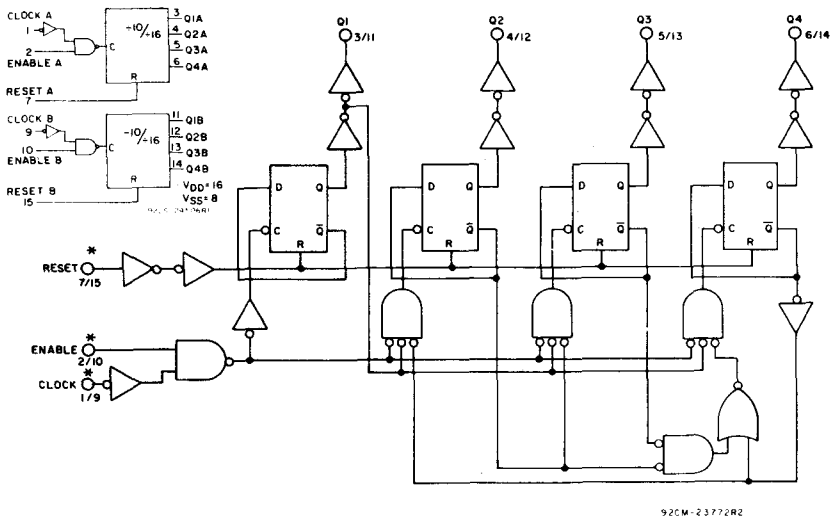 CLOCK A
1
2
ENABLE A
C
÷10/÷16
R
3 Q1A
4 Q2A
5 Q3A
6 Q4A
RESET A
7
CLOCK B
9
10
ENABLE B
C
÷10/÷16
R
11 Q1B
12 Q2B
13 Q3B
14 Q4B
RESET B
15
VDD=16
VSS=8
Q1
3/11
Q2
4/12
Q3
5/13
Q4
6/14
D Q
C Q̅
R
D Q
C Q̅
R
D Q
C Q̅
R
D Q
C Q̅
R
*
RESET
7/15
*
ENABLE
2/10
*
CLOCK
1/9
92CM-23772R2